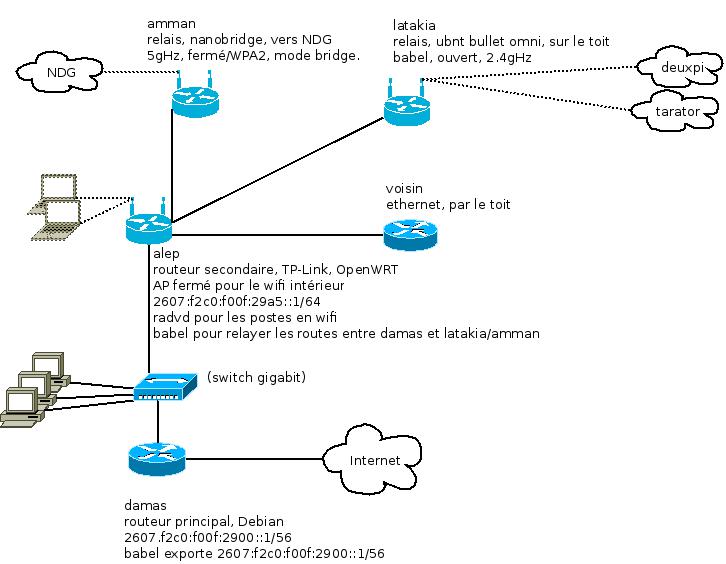 amman
relais, nanobridge, vers NDG
5gHz, fermé/WPA2, mode bridge.
NDG
latakia
relais, ubnt bullet omni, sur le toit
babel, ouvert, 2.4gHz
deuxpi
tarator
voisin
ethernet, par le toit
alep
routeur secondaire, TP-Link, OpenWRT
AP fermé pour le wifi intérieur
2607:f2c0:f00f:29a5::1/64
radvd pour les postes en wifi
babel pour relayer les routes entre damas et latakia/amman
(switch gigabit)
Internet
damas
routeur principal, Debian
2607.f2c0:f00f:2900::1/56
babel exporte 2607:f2c0:f00f:2900::1/56